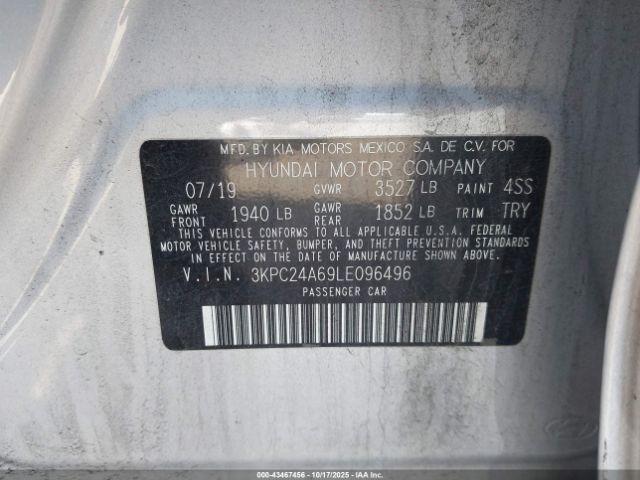 MFD. BY KIA MOTORS MEXICO S.A. DE C.V. FOR
HYUNDAI MOTOR COMPANY
07/19 GVWR 3527 LB PAINT 4SS
GAWR FRONT 1940 LB GAWR REAR 1852 LB TRIM TRY
THIS VEHICLE CONFORMS TO ALL APPLICABLE U.S.A. FEDERAL
MOTOR VEHICLE SAFETY, BUMPER, AND THEFT PREVENTION STANDARDS
IN EFFECT ON THE DATE OF MANUFACTURE SHOWN ABOVE.
V.I.N. 3KPC24A69LE096496
PASSENGER CAR
000-43467456 | 10/17/2025 | IAA Inc.